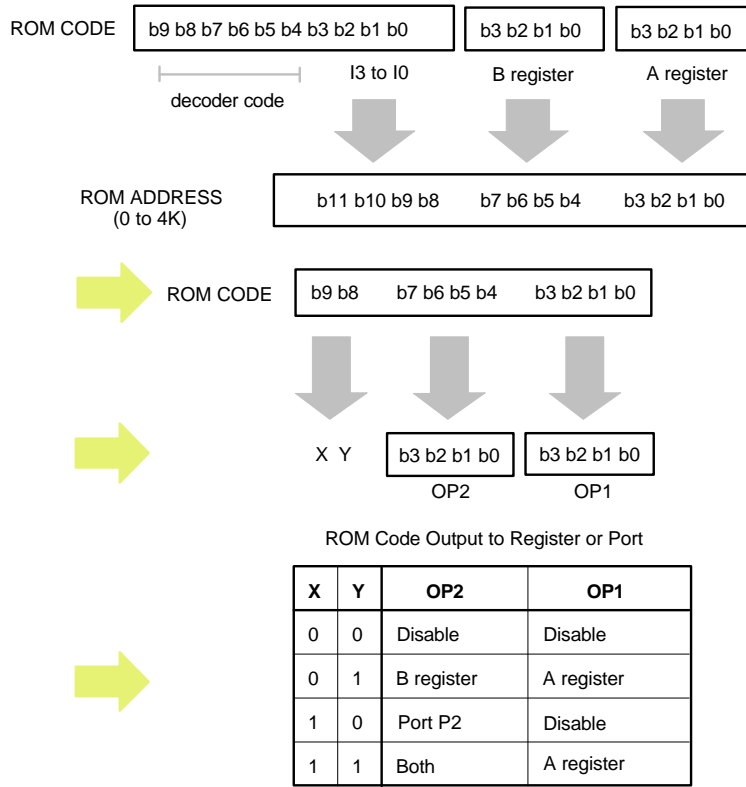 ROM CODE b9 b8 b7 b6 b5 b4 b3 b2 b1 b0 b3 b2 b1 b0 b3 b2 b1 b0
decoder code I3 to I0 B register A register
ROM ADDRESS
(0 to 4K) b11 b10 b9 b8 b7 b6 b5 b4 b3 b2 b1 b0
ROM CODE b9 b8 b7 b6 b5 b4 b3 b2 b1 b0
X Y b3 b2 b1 b0 b3 b2 b1 b0
OP2 OP1
ROM Code Output to Register or Port
X Y OP2 OP1
0 0 Disable Disable
0 1 B register A register
1 0 Port P2 Disable
1 1 Both A register